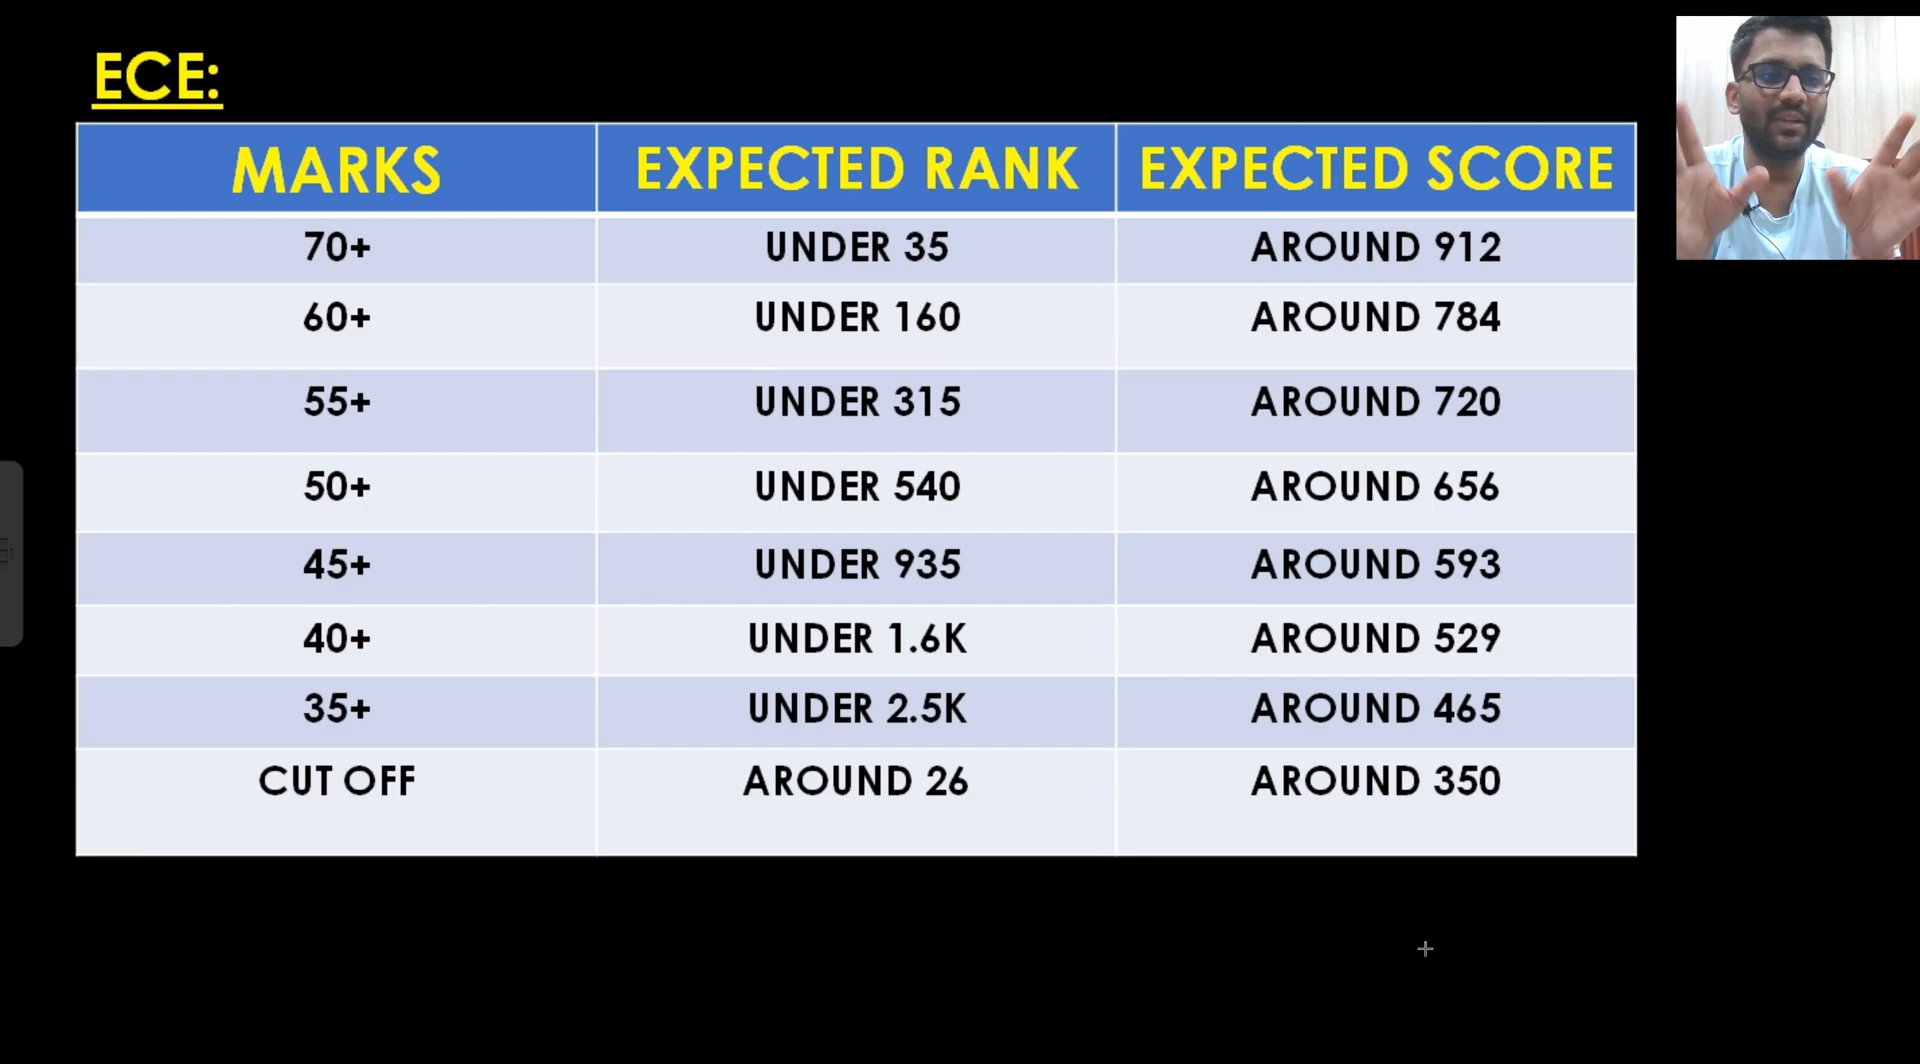 ECE:
MARKS EXPECTED RANK EXPECTED SCORE
70+ UNDER 35 AROUND 912
60+ UNDER 160 AROUND 784
55+ UNDER 315 AROUND 720
50+ UNDER 540 AROUND 656
45+ UNDER 935 AROUND 593
40+ UNDER 1.6K AROUND 529
35+ UNDER 2.5K AROUND 465
CUT OFF AROUND 26 AROUND 350